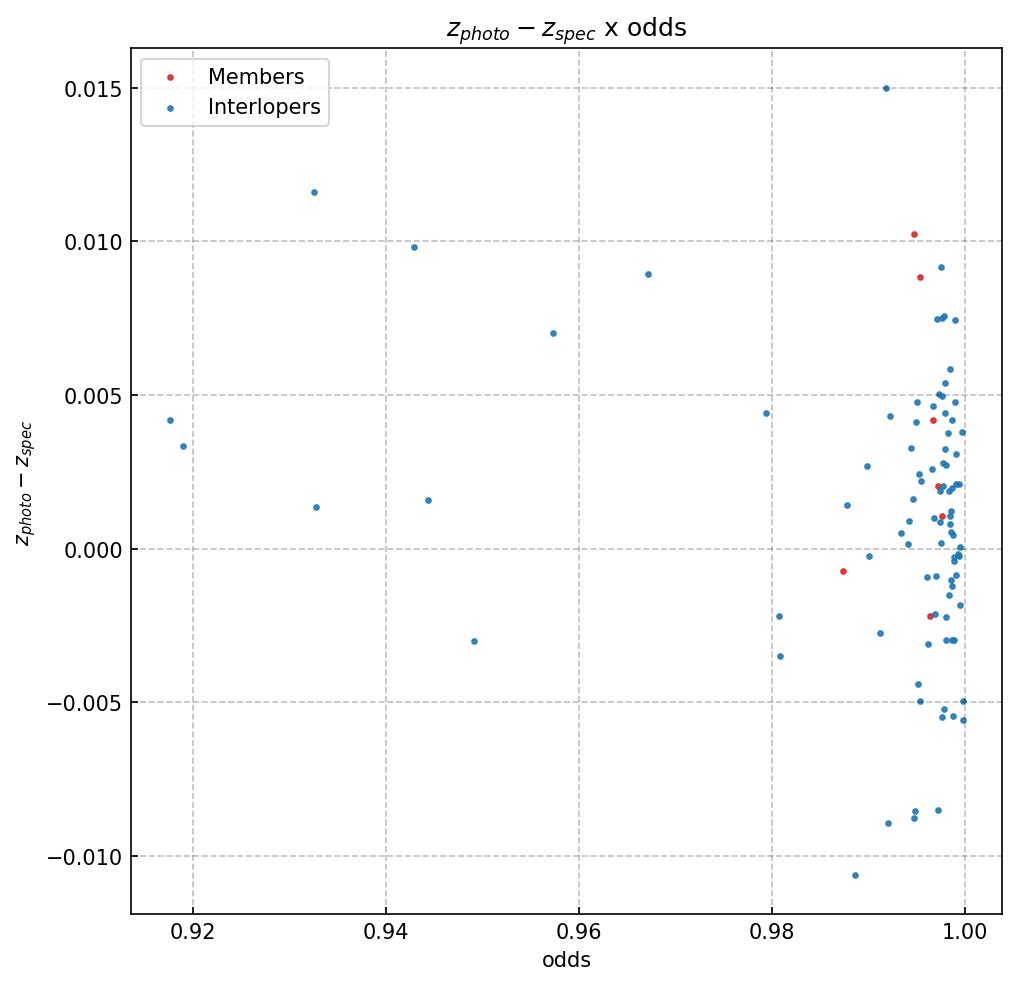 z_photo − z_spec x odds
Members
Interlopers
0.015
0.010
0.005
0.000
−0.005
−0.010
z_photo − z_spec
0.92 0.94 0.96 0.98 1.00
odds